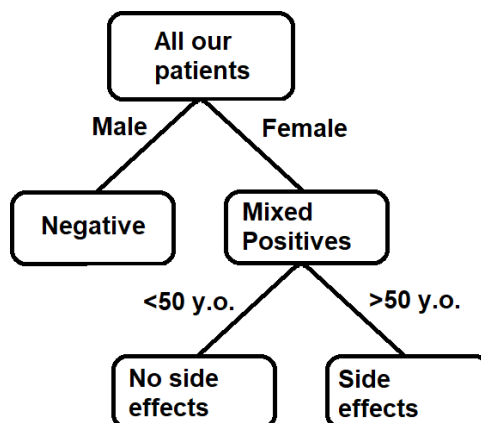 All our
patients
Male
Female
Negative
Mixed
Positives
<50 y.o.
>50 y.o.
No side
effects
Side
effects